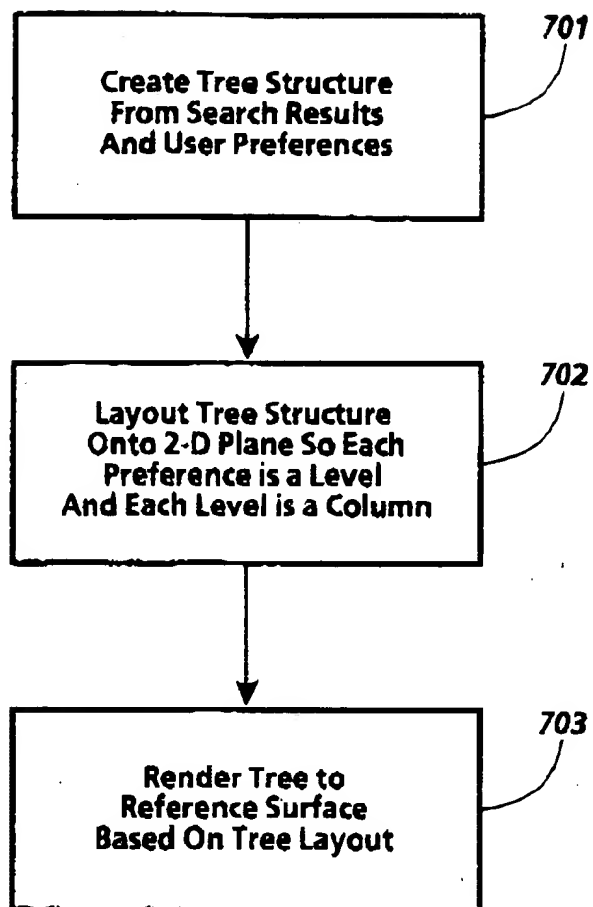 701
Create Tree Structure
From Search Results
And User Preferences
702
Layout Tree Structure
Onto 2-D Plane So Each
Preference is a Level
And Each Level is a Column
703
Render Tree to
Reference Surface
Based On Tree Layout